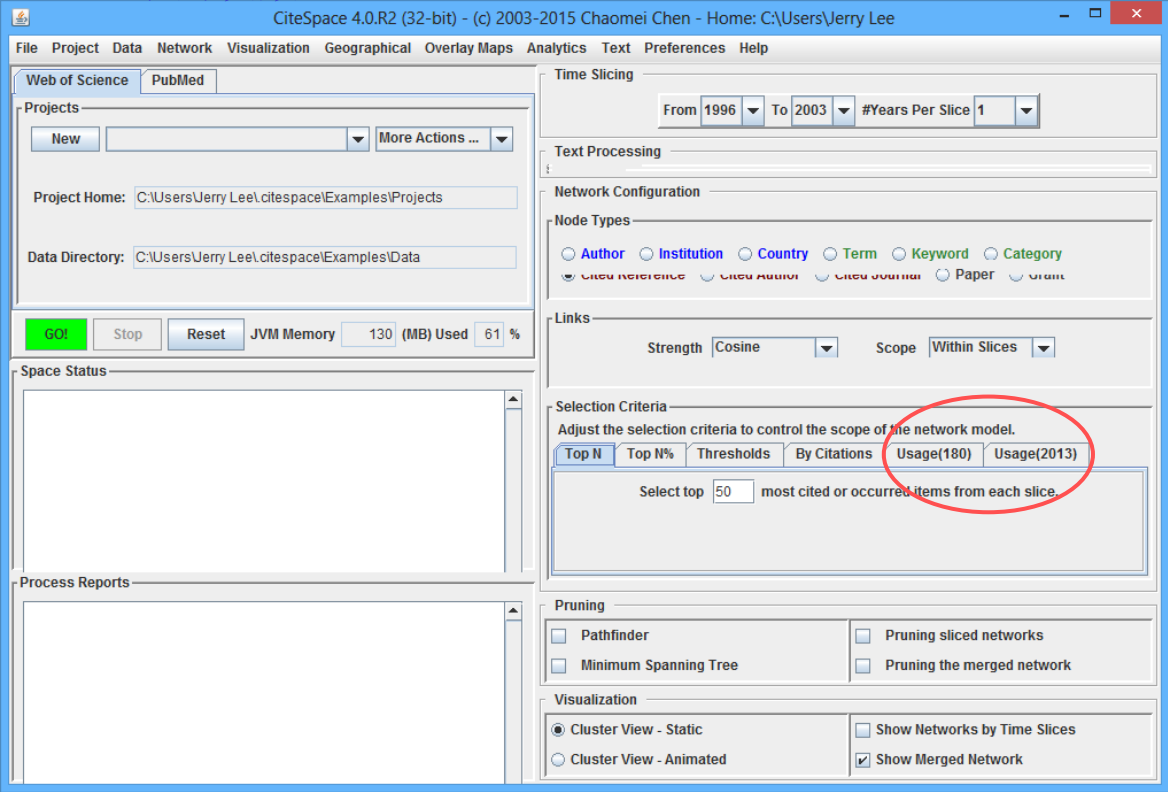 CiteSpace 4.0.R2 (32-bit) - (c) 2003-2015 Chaomei Chen - Home: C:\Users\Jerry Lee
File Project Data Network Visualization Geographical Overlay Maps Analytics Text Preferences Help
Web of Science PubMed
Projects
New More Actions ...
Project Home: C:\Users\Jerry Lee\.citespace\Examples\Projects
Data Directory: C:\Users\Jerry Lee\.citespace\Examples\Data
GO! Stop Reset JVM Memory 130 (MB) Used 61 %
Space Status
Process Reports
Time Slicing
From 1996 To 2003 #Years Per Slice 1
Text Processing
Network Configuration
Node Types
Author Institution Country Term Keyword Category
Cited Reference Cited Author Cited Journal Paper Grant
Links
Strength Cosine Scope Within Slices
Selection Criteria
Adjust the selection criteria to control the scope of the network model.
Top N Top N% Thresholds By Citations Usage(180) Usage(2013)
Select top 50 most cited or occurred items from each slice.
Pruning
Pathfinder Pruning sliced networks
Minimum Spanning Tree Pruning the merged network
Visualization
Cluster View - Static Show Networks by Time Slices
Cluster View - Animated Show Merged Network